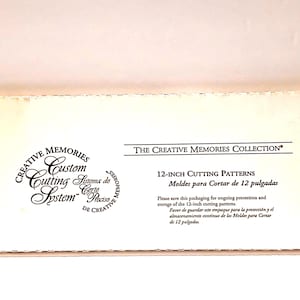 CREATIVE MEMORIES
Custom
Cutting
System
Sistema de
Corte
Preciso
DE CREATIVE MEMORIES
THE CREATIVE MEMORIES COLLECTION®
12-INCH CUTTING PATTERNS
Moldes para Cortar de 12 pulgadas
Please save this packaging for ongoing protection and
storage of the 12-inch cutting patterns.
Favor de guardar este empaque para la protección y el
almacenamiento continuo de los Moldes para Cortar
de 12 pulgadas.